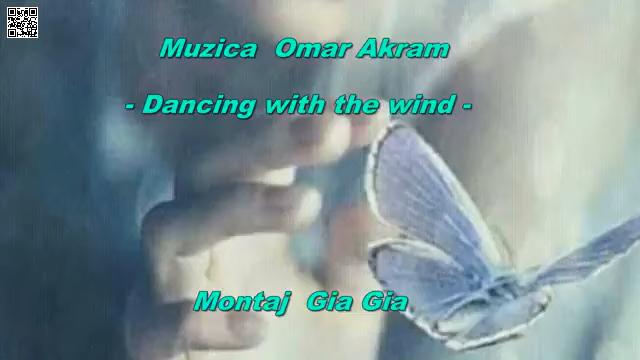 Muzica Omar Akram
- Dancing with the wind -
Montaj Gia Gia